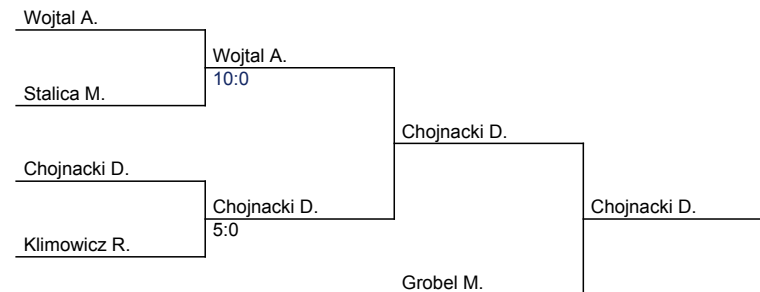 Wojtal A.
Wojtal A.
10:0
Stalica M.
Chojnacki D.
Chojnacki D.
Chojnacki D.
Chojnacki D.
5:0
Klimowicz R.
Grobel M.